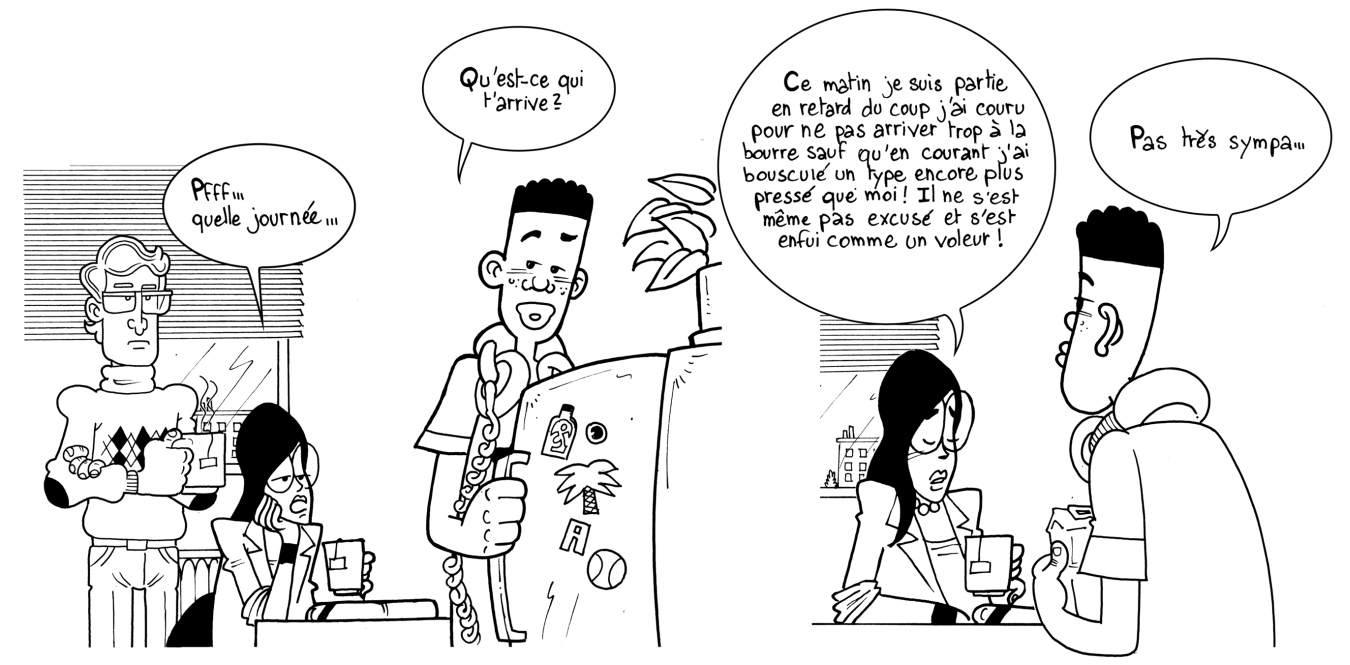 Pfff...
quelle journée...
Qu'est-ce qui
t'arrive?
Ce matin je suis partie
en retard du coup j'ai couru
pour ne pas arriver trop à la
bourre sauf qu'en courant j'ai
bousculé un type encore plus
pressé que moi! Il ne s'est
même pas excusé et s'est
enfui comme un voleur!
Pas très sympa...